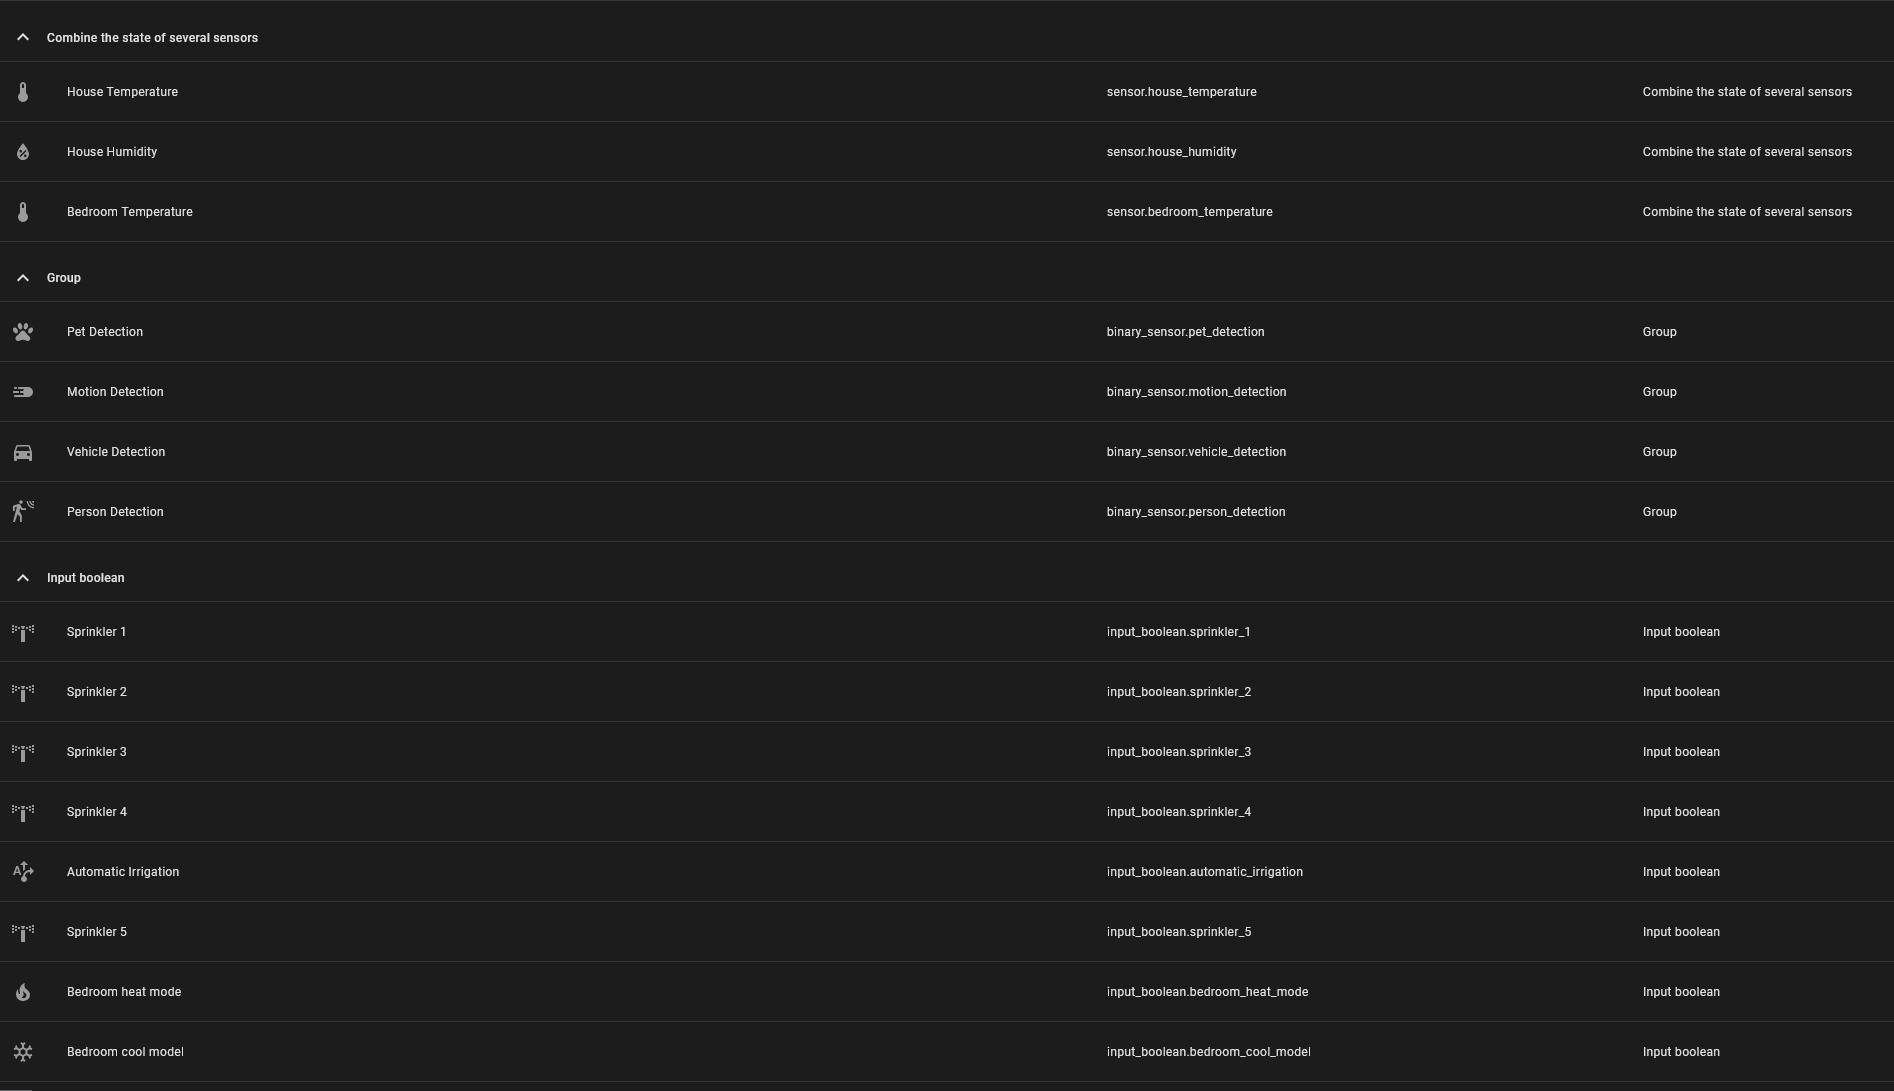 Combine the state of several sensors
House Temperature sensor.house_temperature Combine the state of several sensors
House Humidity sensor.house_humidity Combine the state of several sensors
Bedroom Temperature sensor.bedroom_temperature Combine the state of several sensors
Group
Pet Detection binary_sensor.pet_detection Group
Motion Detection binary_sensor.motion_detection Group
Vehicle Detection binary_sensor.vehicle_detection Group
Person Detection binary_sensor.person_detection Group
Input boolean
Sprinkler 1 input_boolean.sprinkler_1 Input boolean
Sprinkler 2 input_boolean.sprinkler_2 Input boolean
Sprinkler 3 input_boolean.sprinkler_3 Input boolean
Sprinkler 4 input_boolean.sprinkler_4 Input boolean
Automatic Irrigation input_boolean.automatic_irrigation Input boolean
Sprinkler 5 input_boolean.sprinkler_5 Input boolean
Bedroom heat mode input_boolean.bedroom_heat_mode Input boolean
Bedroom cool model input_boolean.bedroom_cool_model Input boolean